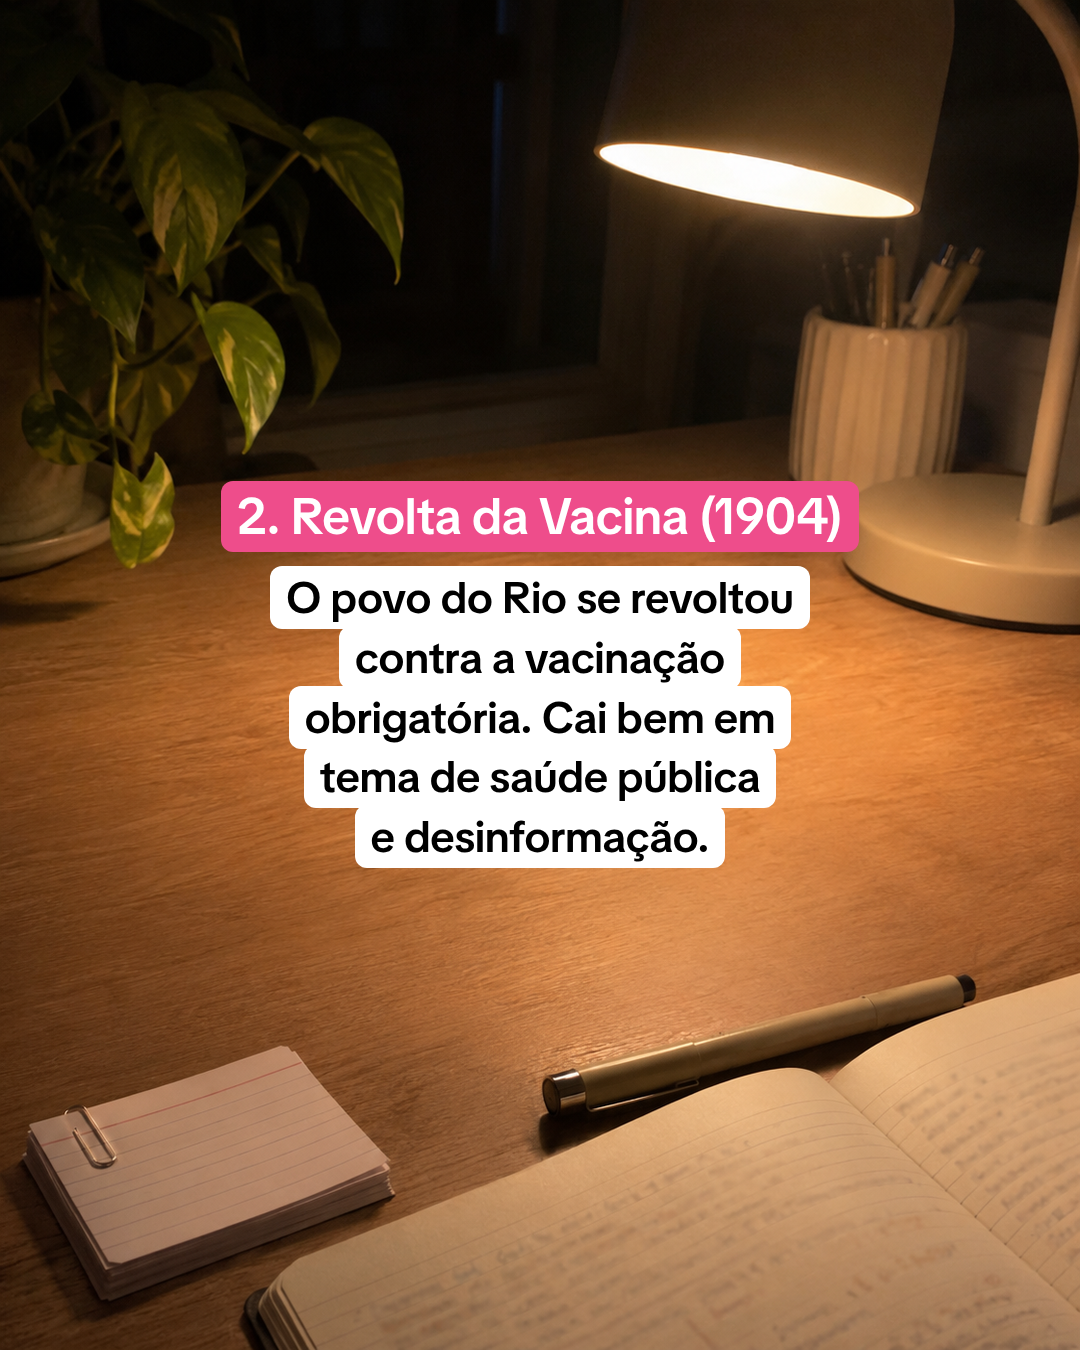 2. Revolta da Vacina (1904)
O povo do Rio se revoltou
contra a vacinação
obrigatória. Cai bem em
tema de saúde pública
e desinformação.